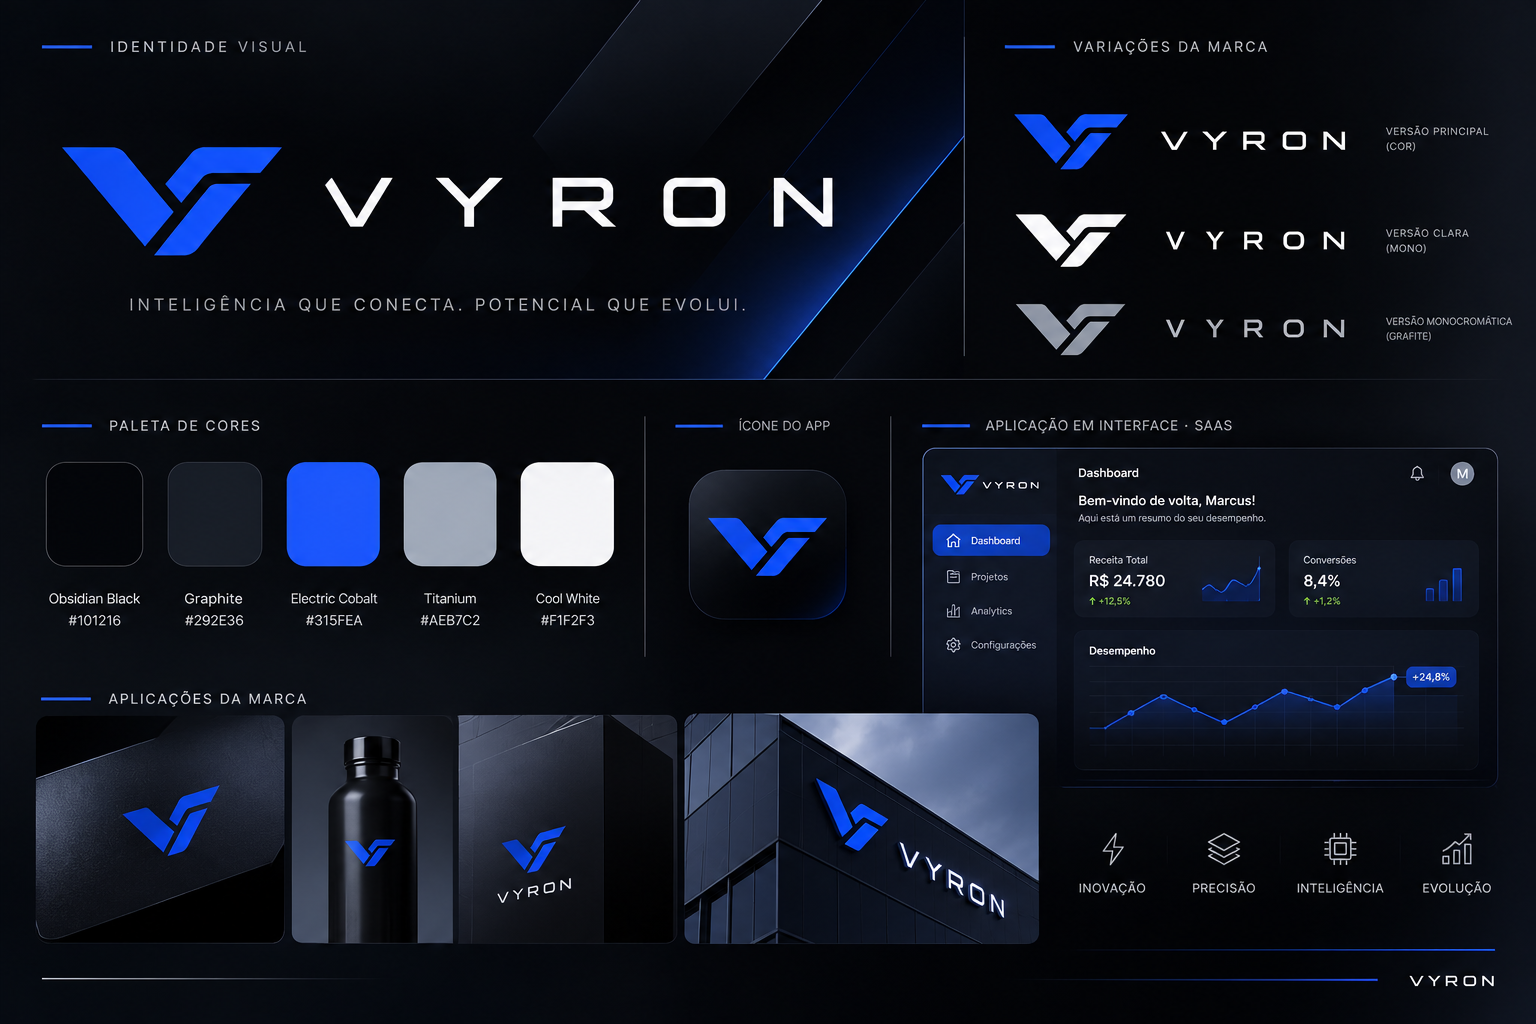 IDENTIDADE VISUAL
VYRON
INTELIGÊNCIA QUE CONECTA. POTENCIAL QUE EVOLUI.
VARIAÇÕES DA MARCA
VYRON
VERSÃO PRINCIPAL
(COR)
VYRON
VERSÃO CLARA
(MONO)
VYRON
VERSÃO MONOCROMÁTICA
(GRAFITE)
PALETA DE CORES
Obsidian Black
#101216
Graphite
#292E36
Electric Cobalt
#315FEA
Titanium
#AEB7C2
Cool White
#F1F2F3
ÍCONE DO APP
APLICAÇÃO EM INTERFACE · SAAS
VYRON
Dashboard
Projetos
Analytics
Configurações
Dashboard
M
Bem-vindo de volta, Marcus!
Aqui está um resumo do seu desempenho.
Receita Total
R$ 24.780
↑ +12,5%
Conversões
8,4%
↑ +1,2%
Desempenho
+24,8%
APLICAÇÕES DA MARCA
VYRON
VYRON
INOVAÇÃO
PRECISÃO
INTELIGÊNCIA
EVOLUÇÃO
VYRON